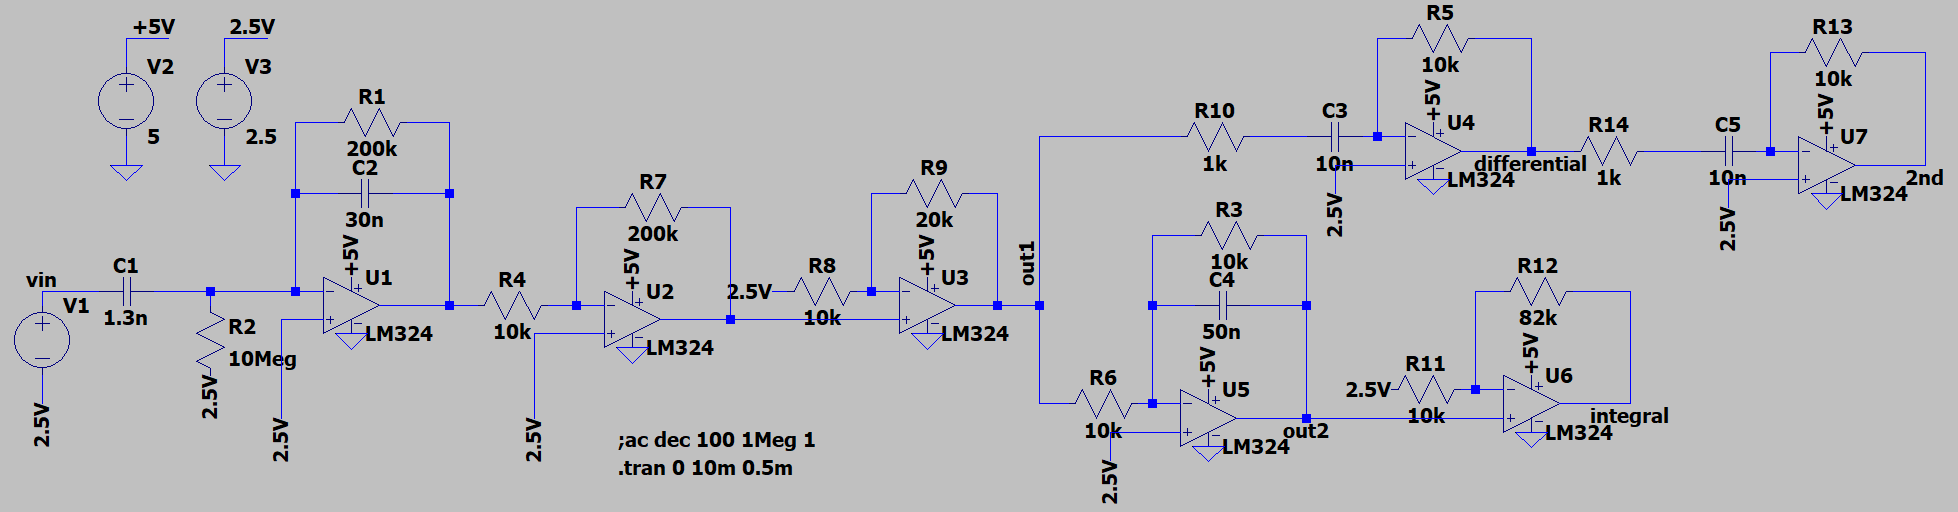 +5V
V2
5
2.5V
V3
2.5
R1
200k
C2
30n
+5V
U1
LM324
vin
V1
2.5V
C1
1.3n
R2
10Meg
2.5V
2.5V
R4
10k
R7
200k
+5V
U2
LM324
2.5V
2.5V
R8
10k
R9
20k
+5V
U3
LM324
out1
;ac dec 100 1Meg 1
.tran 0 10m 0.5m
R10
1k
C3
10n
2.5V
R5
10k
+5V
U4
LM324
differential
R14
1k
C5
10n
2.5V
R13
10k
+5V
U7
LM324
2nd
R6
10k
2.5V
R3
10k
C4
50n
+5V
U5
LM324
out2
2.5V
R11
10k
R12
82k
+5V
U6
LM324
integral